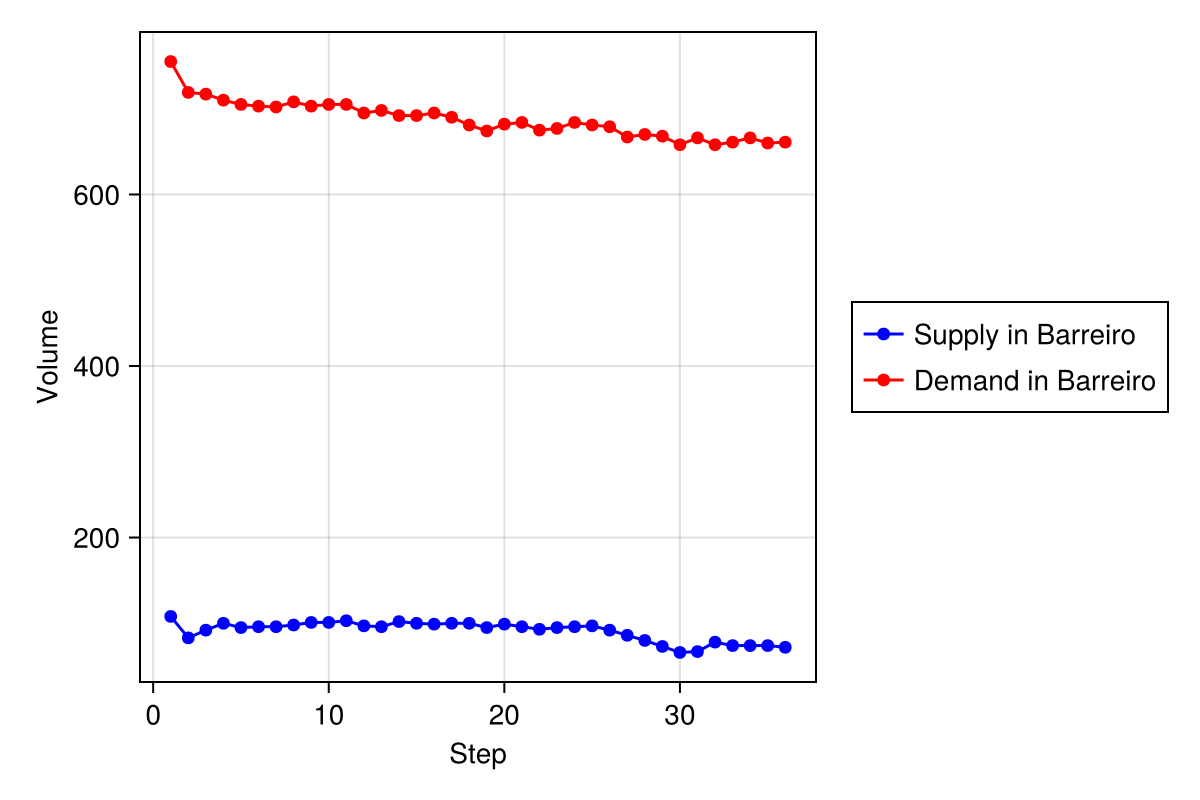 600
400
200
Volume
0 10 20 30
Step
Supply in Barreiro
Demand in Barreiro